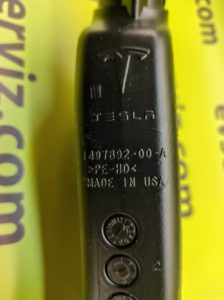 TESLA
1497892-00-A
>PE-HD<
MADE IN USA